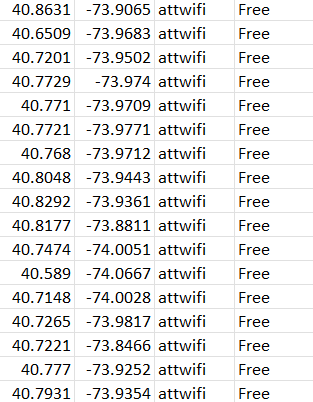 40.8631 -73.9065 attwifi Free
40.6509 -73.9683 attwifi Free
40.7201 -73.9502 attwifi Free
40.7729 -73.974 attwifi Free
40.771 -73.9709 attwifi Free
40.7721 -73.9771 attwifi Free
40.768 -73.9712 attwifi Free
40.8048 -73.9443 attwifi Free
40.8292 -73.9361 attwifi Free
40.8177 -73.8811 attwifi Free
40.7474 -74.0051 attwifi Free
40.589 -74.0667 attwifi Free
40.7148 -74.0028 attwifi Free
40.7265 -73.9817 attwifi Free
40.7221 -73.8466 attwifi Free
40.777 -73.9252 attwifi Free
40.7931 -73.9354 attwifi Free